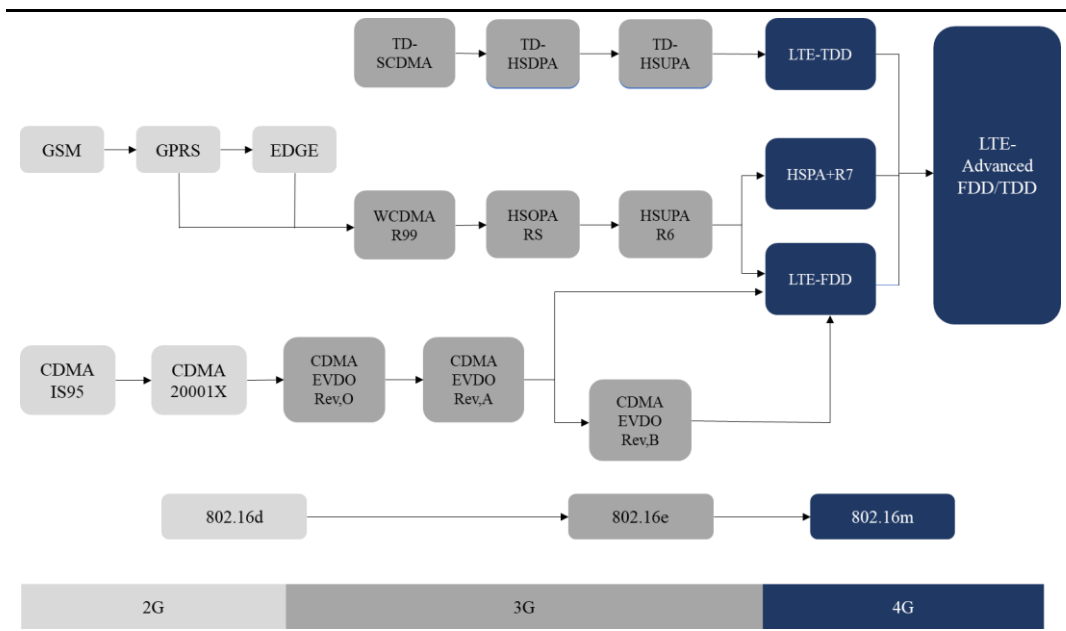 TD-
SCDMA
TD-
HSDPA
TD-
HSUPA
LTE-TDD
GSM
GPRS
EDGE
HSPA+R7
LTE-
Advanced
FDD/TDD
WCDMA
R99
HSOPA
RS
HSUPA
R6
LTE-FDD
CDMA
IS95
CDMA
20001X
CDMA
EVDO
Rev,O
CDMA
EVDO
Rev,A
CDMA
EVDO
Rev,B
802.16d
802.16e
802.16m
2G
3G
4G